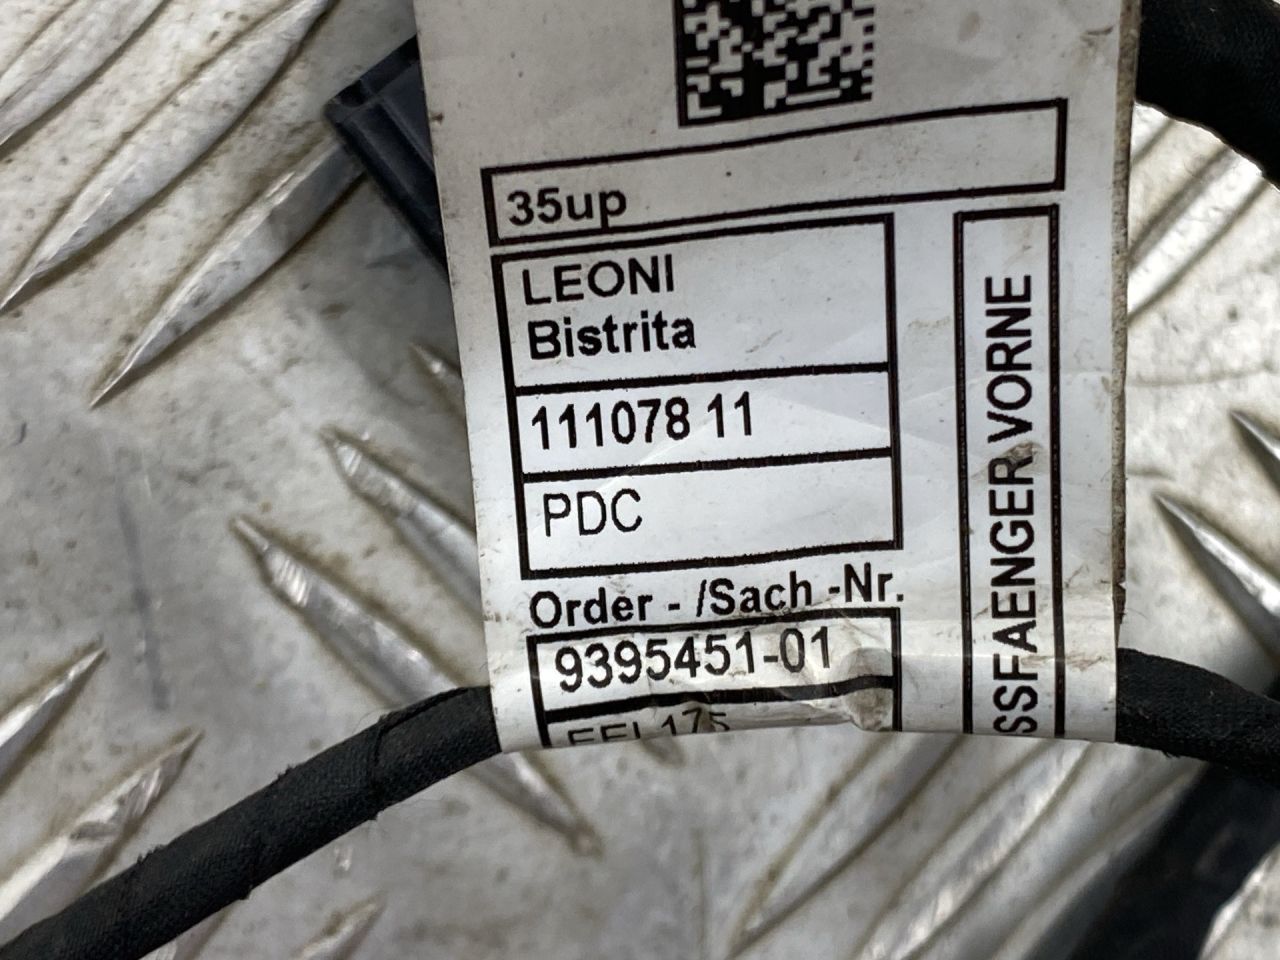 35up
LEONI
Bistrita
111078 11
PDC
Order - /Sach -Nr.
9395451-01
SSFAENGER VORNE